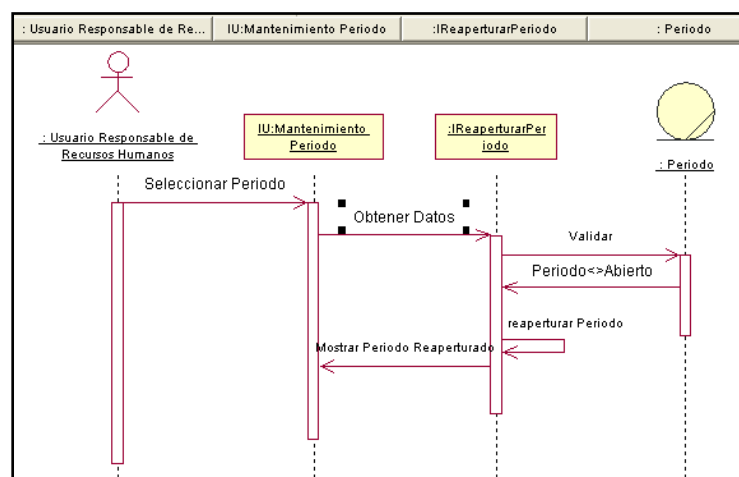 : Usuario Responsable de Re...
IU:Mantenimiento Periodo
:IReaperturarPeriodo
: Periodo
: Usuario Responsable de
Recursos Humanos
IU:Mantenimiento
Periodo
:IReaperturarPer
iodo
: Periodo
Seleccionar Periodo
Obtener Datos
Validar
Periodo<>Abierto
reaperturar Periodo
Mostrar Periodo Reaperturado